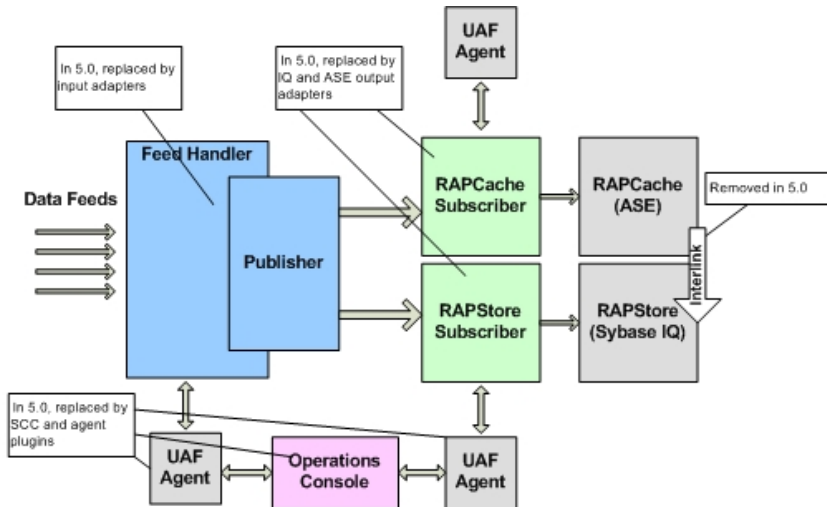 UAF
Agent
In 5.0, replaced by
input adapters
In 5.0, replaced by
IQ and ASE output
adapters
Feed Handler
Data Feeds
Publisher
RAPCache
Subscriber
RAPCache
(ASE)
Removed in 5.0
Interlink
RAPStore
Subscriber
RAPStore
(Sybase IQ)
In 5.0, replaced by
SCC and agent
plugins
UAF
Agent
Operations
Console
UAF
Agent